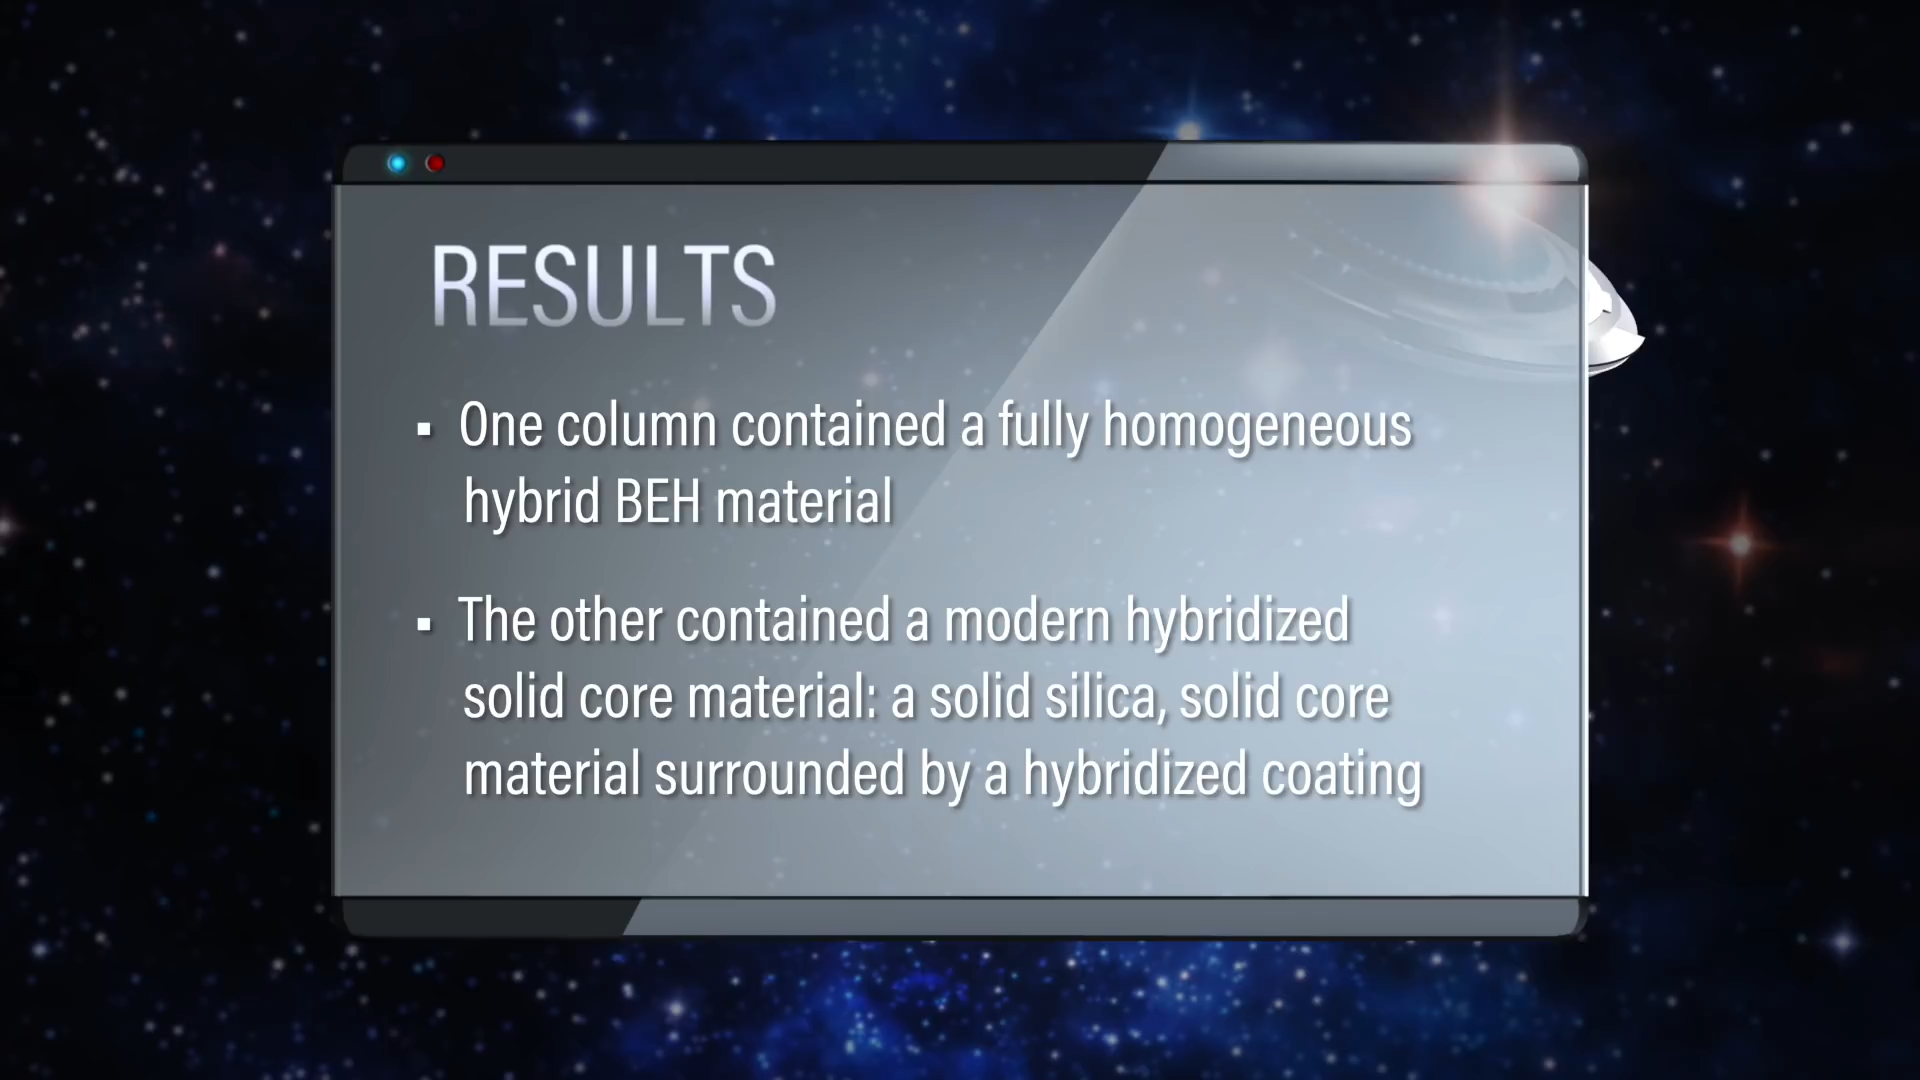 RESULTS
▪ One column contained a fully homogeneous
hybrid BEH material
▪ The other contained a modern hybridized
solid core material: a solid silica, solid core
material surrounded by a hybridized coating